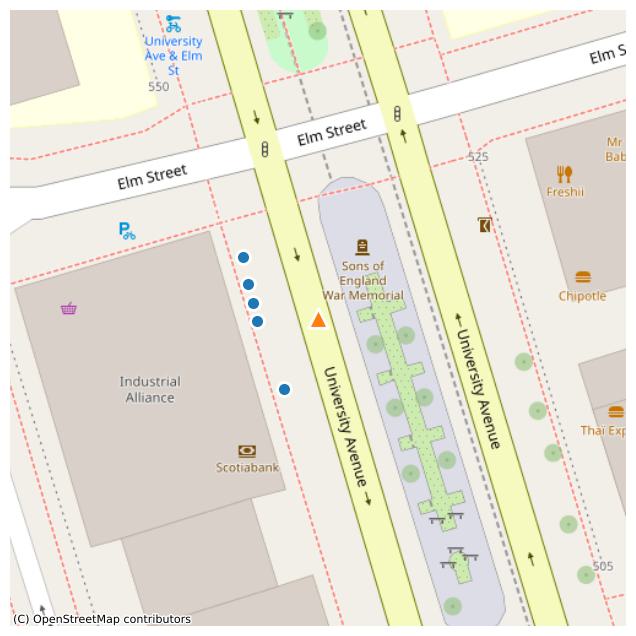 University
Ave & Elm
St
550
Elm S
Elm Street
Elm Street
525
Mr
Bab
Freshii
Sons of
England
War Memorial
Chipotle
Industrial
Alliance
University Avenue
University Avenue
Thai Exp
Scotiabank
505
(C) OpenStreetMap contributors